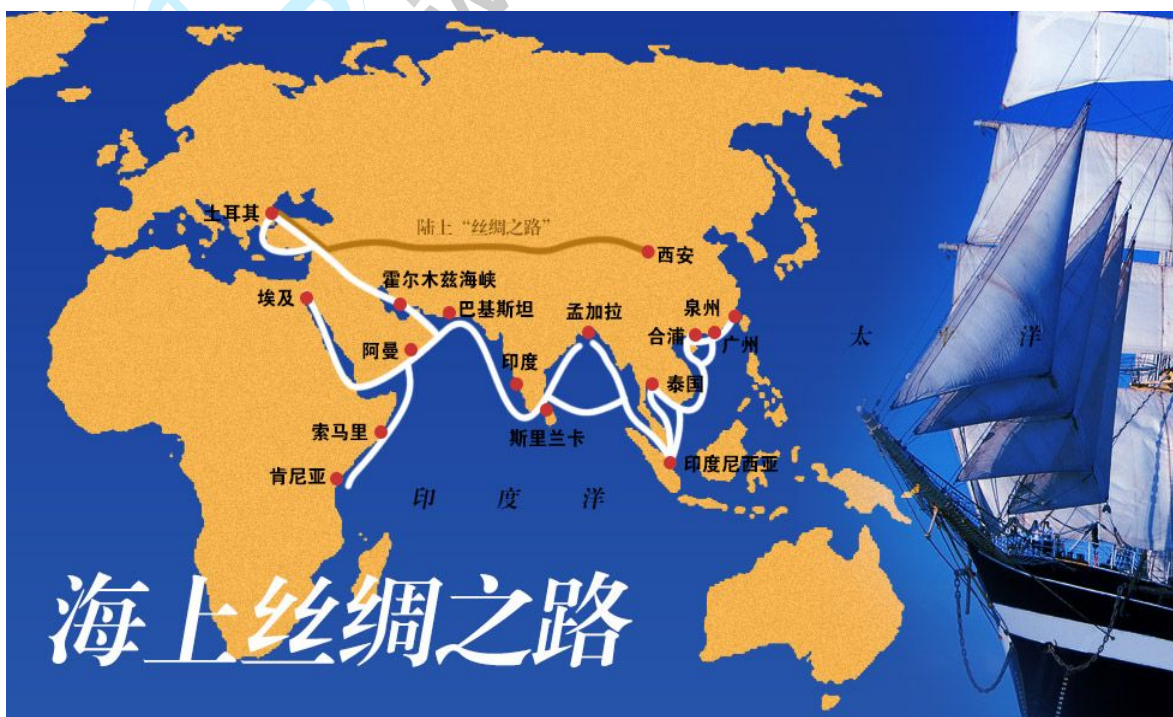 土耳其
陆上“丝绸之路”
西安
霍尔木兹海峡
埃及
巴基斯坦
孟加拉
泉州
合浦
广州
太 平 洋
阿曼
印度
泰国
斯里兰卡
索马里
印度尼西亚
肯尼亚
印 度 洋
海上丝绸之路